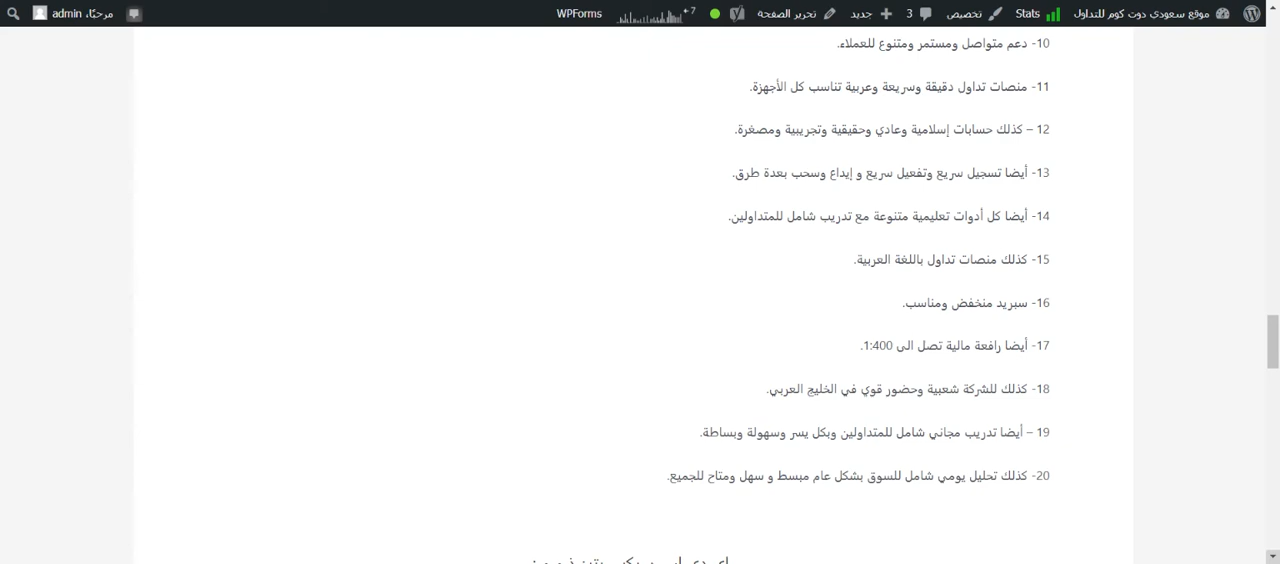 موقع سعودي دوت كوم للتداول Stats تخصيص 3 جديد تحرير الصفحة +7 WPForms مرحبًا، admin
10- دعم متواصل ومستمر ومتنوع للعملاء.
11- منصات تداول دقيقة وسريعة وعربية تناسب كل الأجهزة.
12 – كذلك حسابات إسلامية وعادي وحقيقية وتجريبية ومصغرة.
13- أيضا تسجيل سريع وتفعيل سريع و إيداع وسحب بعدة طرق.
14- أيضا كل أدوات تعليمية متنوعة مع تدريب شامل للمتداولين.
15- كذلك منصات تداول باللغة العربية.
16- سبريد منخفض ومناسب.
17- أيضا رافعة مالية تصل الى 1:400.
18- كذلك للشركة شعبية وحضور قوي في الخليج العربي.
19 – أيضا تدريب مجاني شامل للمتداولين وبكل يسر وسهولة وبساطة.
20- كذلك تحليل يومي شامل للسوق بشكل عام مبسط و سهل ومتاح للجميع.